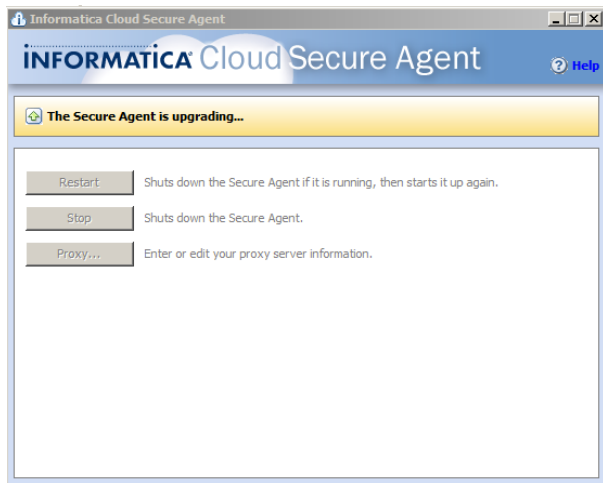 Informatica Cloud Secure Agent
INFORMATICA Cloud Secure Agent
Help
The Secure Agent is upgrading...
Restart Shuts down the Secure Agent if it is running, then starts it up again.
Stop Shuts down the Secure Agent.
Proxy... Enter or edit your proxy server information.